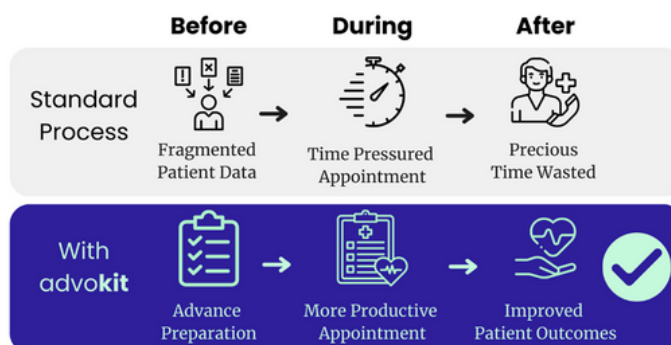 Before During After
Standard
Process
Fragmented
Patient Data
Time Pressured
Appointment
Precious
Time Wasted
With
advokit
Advance
Preparation
More Productive
Appointment
Improved
Patient Outcomes